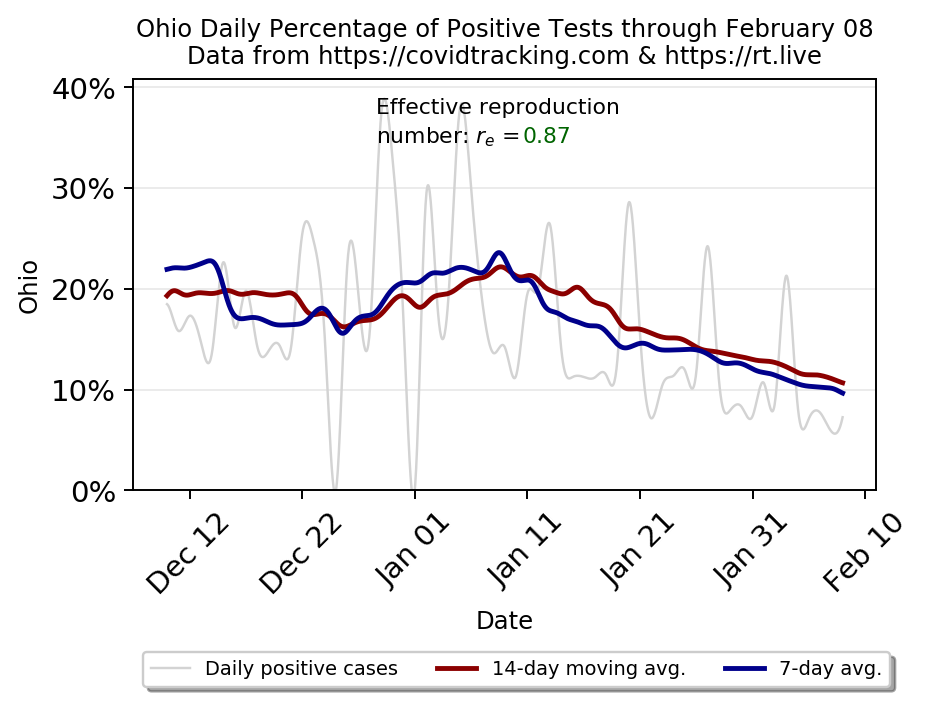 Ohio Daily Percentage of Positive Tests through February 08
Data from https://covidtracking.com & https://rt.live
Effective reproduction
number: rₑ = 0.87
40%
30%
20%
10%
0%
Ohio
Dec 12
Dec 22
Jan 01
Jan 11
Jan 21
Jan 31
Feb 10
Date
Daily positive cases
14-day moving avg.
7-day avg.